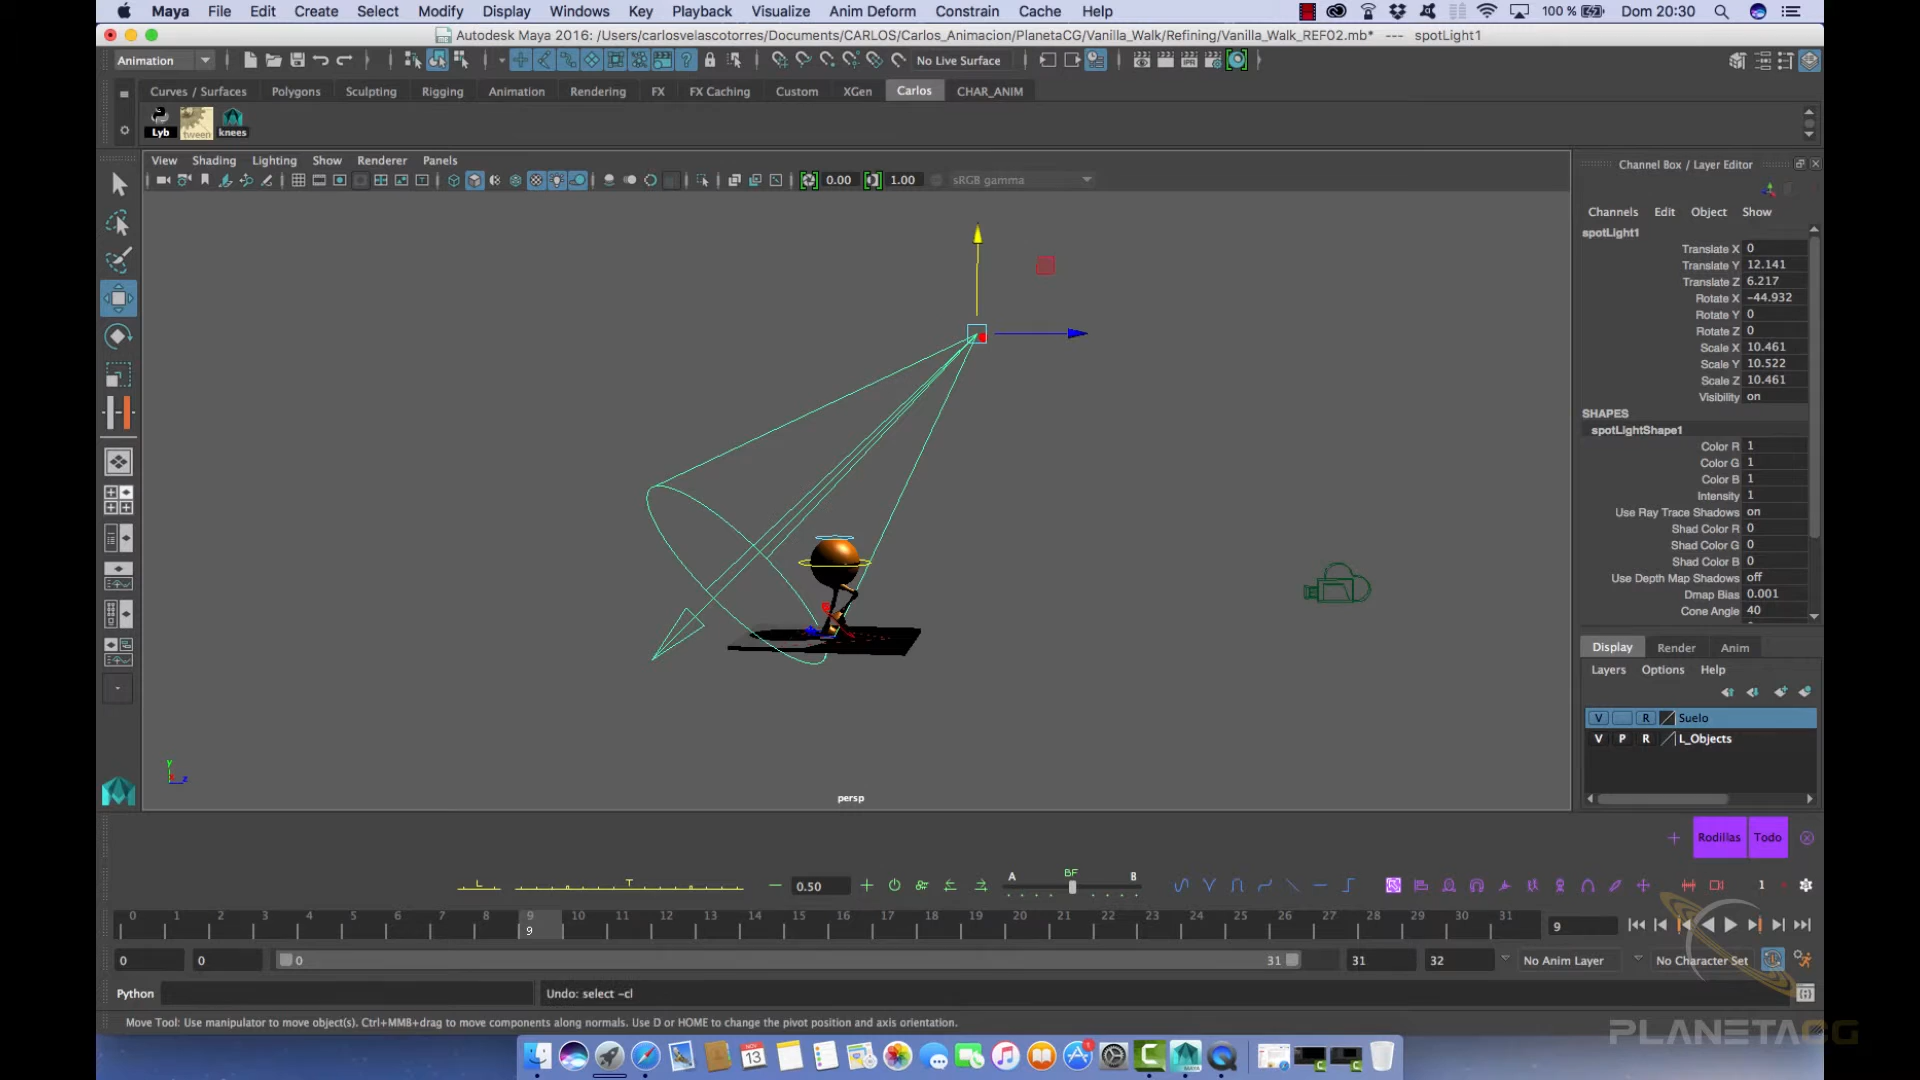 Maya File Edit Create Select Modify Display Windows Key Playback Visualize Anim Deform Constrain Cache Help 100 % Dom 20:30
Autodesk Maya 2016: /Users/carlosvelascotorres/Documents/CARLOS/Carlos_Animacion/PlanetaCG/Vanilla_Walk/Refining/Vanilla_Walk_REF02.mb* --- spotLight1
Animation No Live Surface
Curves / Surfaces Polygons Sculpting Rigging Animation Rendering FX FX Caching Custom XGen Carlos CHAR_ANIM
Lyb tween knees
View Shading Lighting Show Renderer Panels
0.00 1.00 sRGB gamma
Channel Box / Layer Editor
Channels Edit Object Show
spotLight1
Translate X 0
Translate Y 12.141
Translate Z 6.217
Rotate X -44.932
Rotate Y 0
Rotate Z 0
Scale X 10.461
Scale Y 10.522
Scale Z 10.461
Visibility on
SHAPES
spotLightShape1
Color R 1
Color G 1
Color B 1
Intensity 1
Use Ray Trace Shadows on
Shad Color R 0
Shad Color G 0
Shad Color B 0
Use Depth Map Shadows off
Dmap Bias 0.001
Cone Angle 40
Display Render Anim
Layers Options Help
V R Suelo
V P R L_Objects
y
z
persp
Rodillas Todo
L T 0.50 A BF B 1
0 1 2 3 4 5 6 7 8 9 10 11 12 13 14 15 16 17 18 19 20 21 22 23 24 25 26 27 28 29 30 31
9 9
0 0 0 31 31 32 No Anim Layer No Character Set
Python Undo: select -cl
Move Tool: Use manipulator to move object(s). Ctrl+MMB+drag to move components along normals. Use D or HOME to change the pivot position and axis orientation.
PLANETACG
NOV
13
MAYA